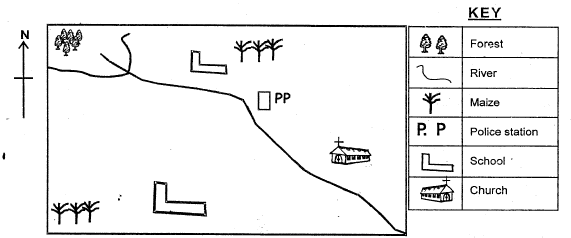 KEY
N
Forest
River
Maize
P. P Police station
School
Church
PP